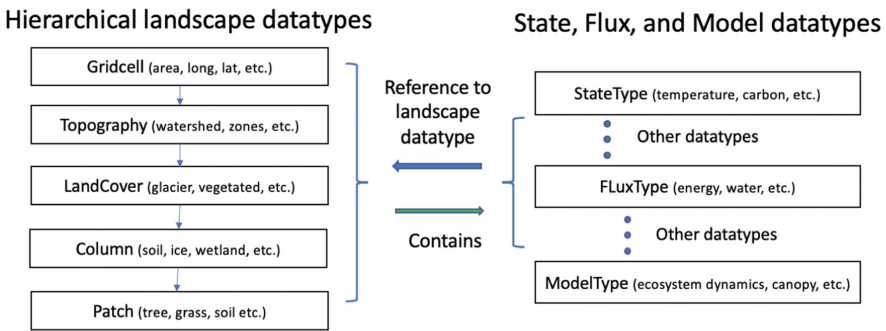 Hierarchical landscape datatypes
Gridcell (area, long, lat, etc.)
Topography (watershed, zones, etc.)
LandCover (glacier, vegetated, etc.)
Column (soil, ice, wetland, etc.)
Patch (tree, grass, soil etc.)
Reference to
landscape
datatype
Contains
State, Flux, and Model datatypes
StateType (temperature, carbon, etc.)
Other datatypes
FLuxType (energy, water, etc.)
Other datatypes
ModelType (ecosystem dynamics, canopy, etc.)